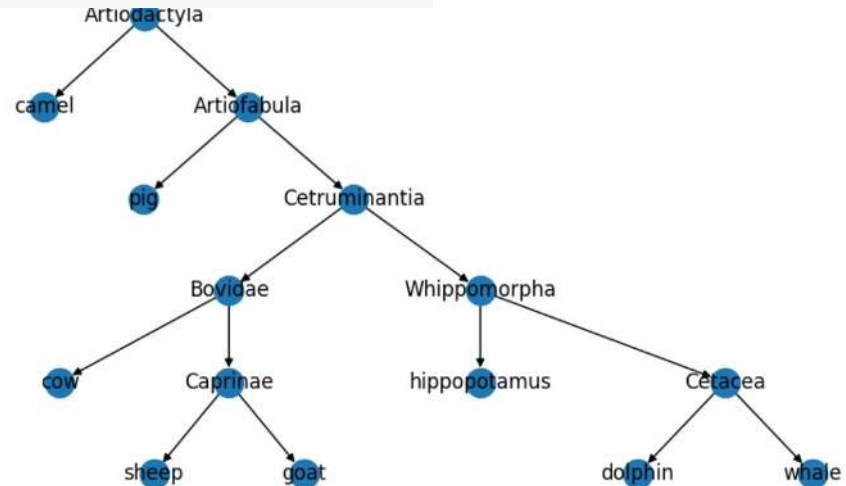 Artiodactyla
camel
Artiofabula
pig
Cetruminantia
Bovidae
Whippomorpha
cow
Caprinae
hippopotamus
Cetacea
sheep
goat
dolphin
whale